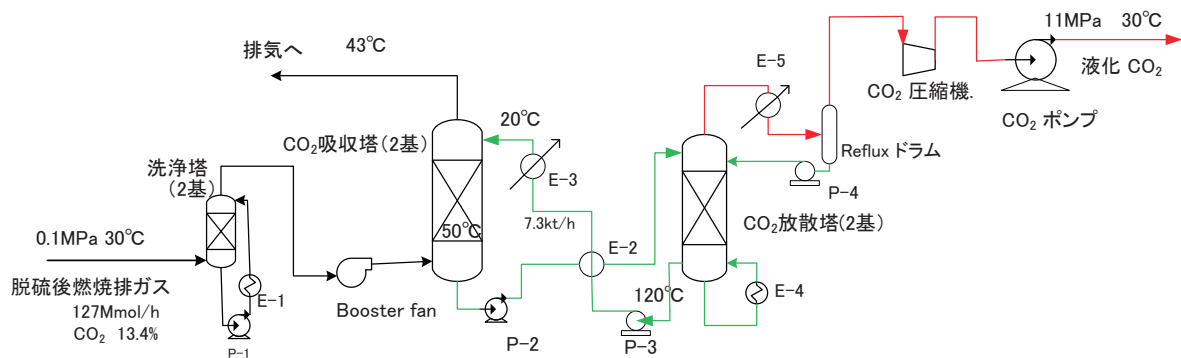 11MPa 30℃
排気へ
43℃
E-5
液化 CO₂
CO₂ 圧縮機.
CO₂ ポンプ
20℃
CO₂吸収塔(2基)
Reflux ドラム
洗浄塔
(2基)
E-3
P-4
7.3kt/h
CO₂放散塔(2基)
0.1MPa 30℃
50℃
E-2
脱硫後燃焼排ガス
E-1
120℃
E-4
127Mmol/h
Booster fan
CO₂ 13.4%
P-2
P-3
P-1